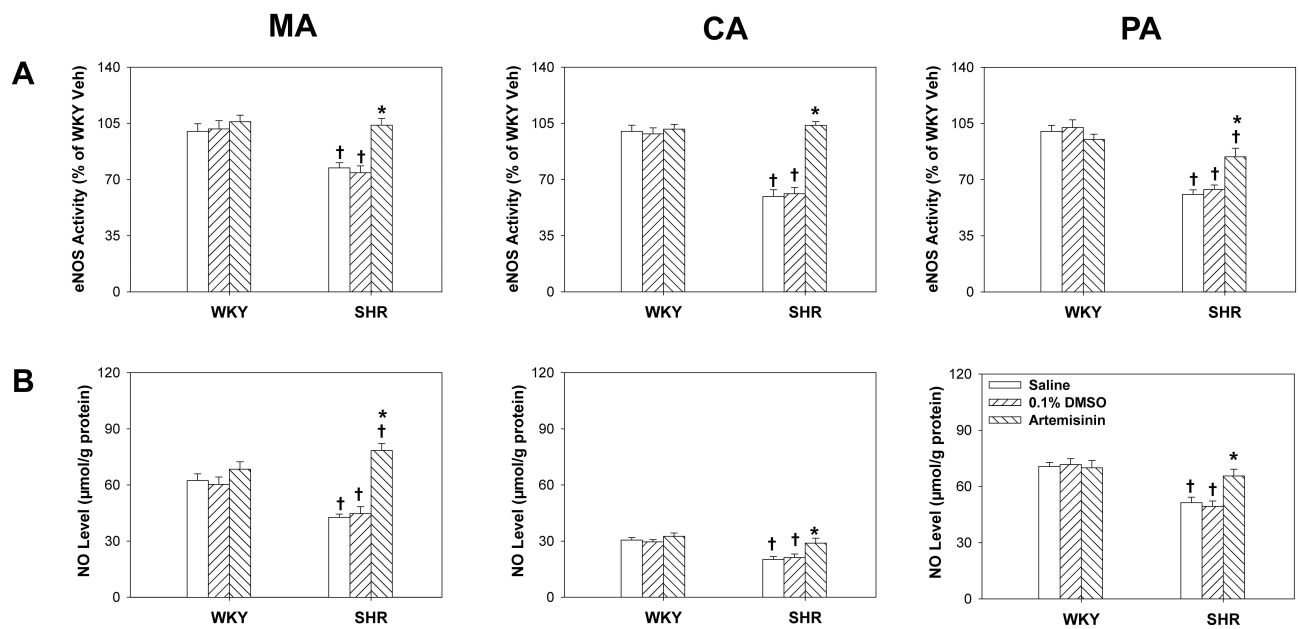 MA CA PA
A
eNOS Activity (% of WKY Veh)
140
105
70
35
0
† † *
WKY SHR
eNOS Activity (% of WKY Veh)
140
105
70
35
0
† † *
WKY SHR
eNOS Activity (% of WKY Veh)
140
105
70
35
0
† † *
†
WKY SHR
B
NO Level (µmol/g protein)
120
90
60
30
0
† † *
†
WKY SHR
NO Level (µmol/g protein)
120
90
60
30
0
† † *
WKY SHR
NO Level (µmol/g protein)
120
90
60
30
0
Saline
0.1% DMSO
Artemisinin
† † *
WKY SHR